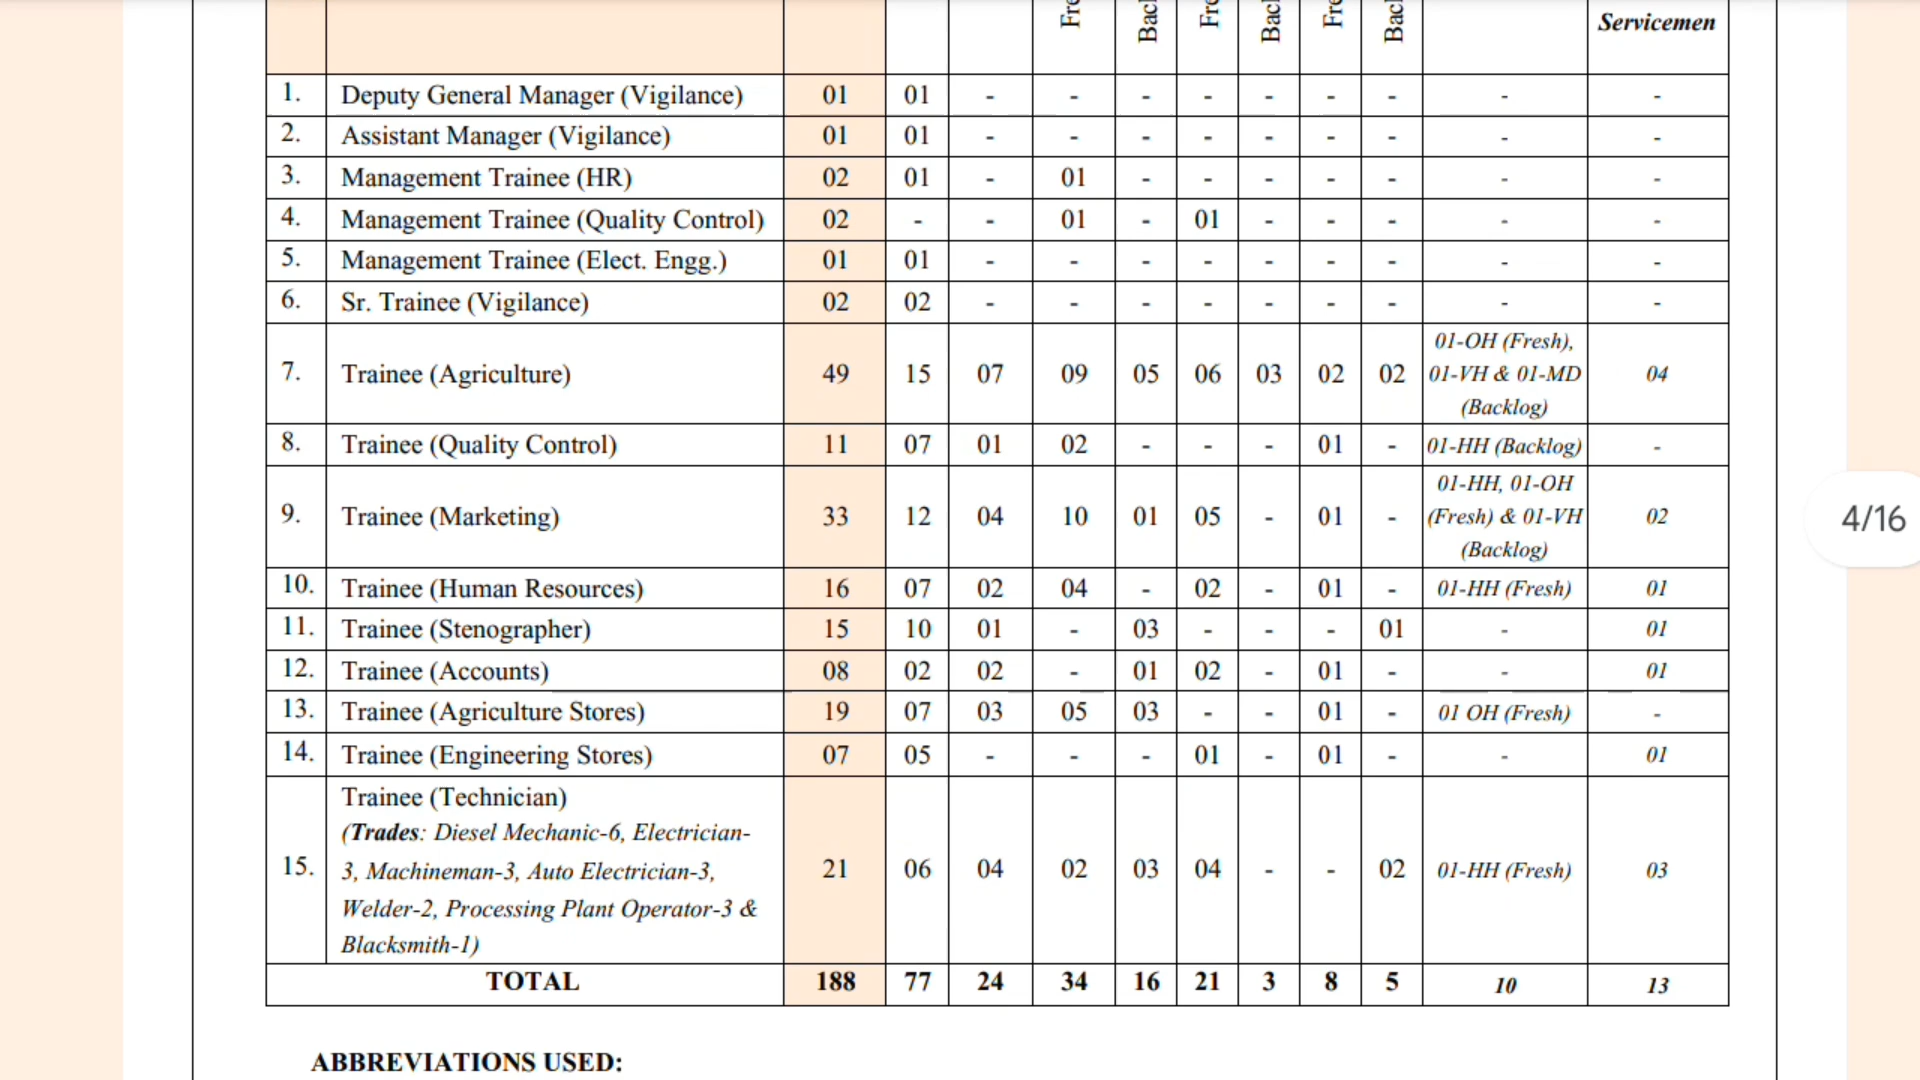 Fre Bac Fre Bac Fre Bac Servicemen
1. Deputy General Manager (Vigilance) 01 01 - - - - - - - - -
2. Assistant Manager (Vigilance) 01 01 - - - - - - - - -
3. Management Trainee (HR) 02 01 - 01 - - - - - - -
4. Management Trainee (Quality Control) 02 - - 01 - 01 - - - - -
5. Management Trainee (Elect. Engg.) 01 01 - - - - - - - - -
6. Sr. Trainee (Vigilance) 02 02 - - - - - - - - -
01-OH (Fresh),
7. Trainee (Agriculture) 49 15 07 09 05 06 03 02 02 01-VH & 01-MD 04
(Backlog)
8. Trainee (Quality Control) 11 07 01 02 - - - 01 - 01-HH (Backlog) -
01-HH, 01-OH
9. Trainee (Marketing) 33 12 04 10 01 05 - 01 - (Fresh) & 01-VH 02
(Backlog)
10. Trainee (Human Resources) 16 07 02 04 - 02 - 01 - 01-HH (Fresh) 01
11. Trainee (Stenographer) 15 10 01 - 03 - - - 01 - 01
12. Trainee (Accounts) 08 02 02 - 01 02 - 01 - - 01
13. Trainee (Agriculture Stores) 19 07 03 05 03 - - 01 - 01 OH (Fresh) -
14. Trainee (Engineering Stores) 07 05 - - - 01 - 01 - - 01
Trainee (Technician)
(Trades: Diesel Mechanic-6, Electrician-
15. 3, Machineman-3, Auto Electrician-3, 21 06 04 02 03 04 - - 02 01-HH (Fresh) 03
Welder-2, Processing Plant Operator-3 &
Blacksmith-1)
TOTAL 188 77 24 34 16 21 3 8 5 10 13
ABBREVIATIONS USED:
4/16